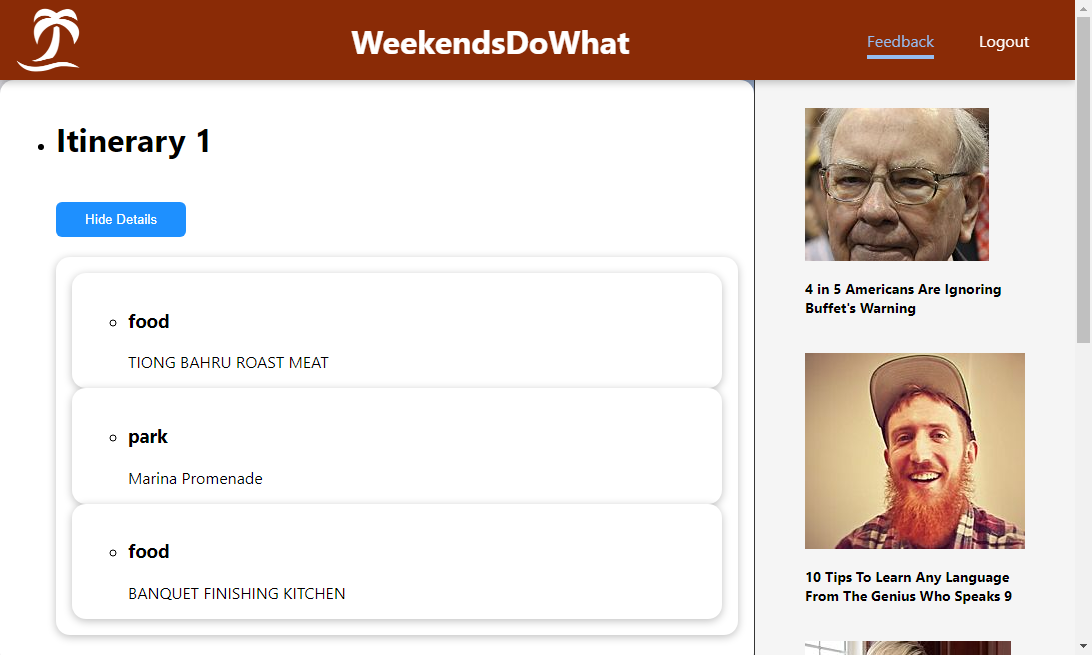 WeekendsDoWhat
Feedback
Logout
Itinerary 1
Hide Details
food
TIONG BAHRU ROAST MEAT
park
Marina Promenade
food
BANQUET FINISHING KITCHEN
4 in 5 Americans Are Ignoring
Buffet's Warning
10 Tips To Learn Any Language
From The Genius Who Speaks 9